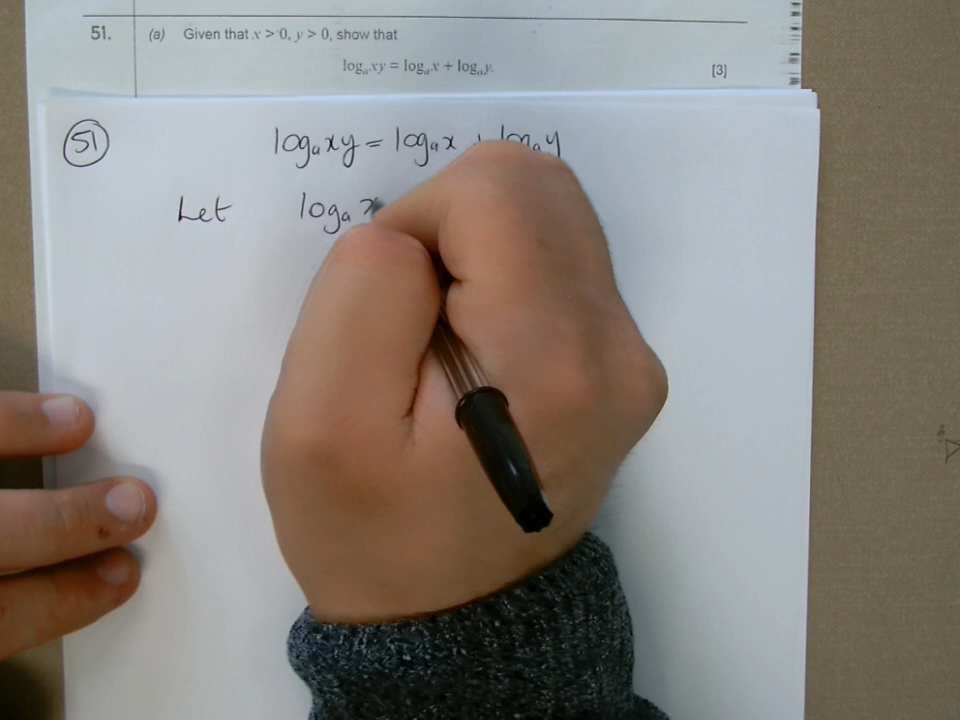 51. (a) Given that x > 0, y > 0, show that
logₐxy = logₐx + logₐy. [3]
51 logₐxy = logₐx + logₐy
Let logₐx